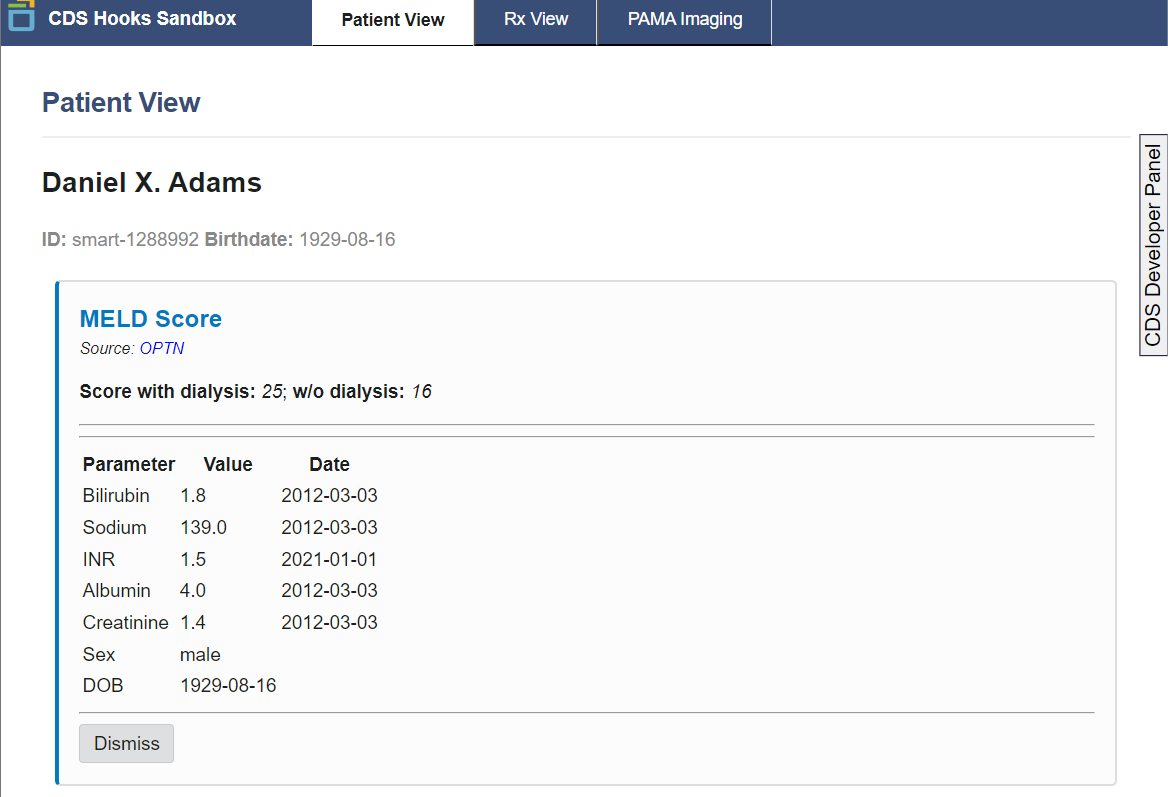 CDS Hooks Sandbox Patient View Rx View PAMA Imaging
Patient View
Daniel X. Adams
ID: smart-1288992 Birthdate: 1929-08-16
MELD Score
Source: OPTN
Score with dialysis: 25; w/o dialysis: 16
Parameter Value Date
Bilirubin 1.8 2012-03-03
Sodium 139.0 2012-03-03
INR 1.5 2021-01-01
Albumin 4.0 2012-03-03
Creatinine 1.4 2012-03-03
Sex male
DOB 1929-08-16
Dismiss
CDS Developer Panel